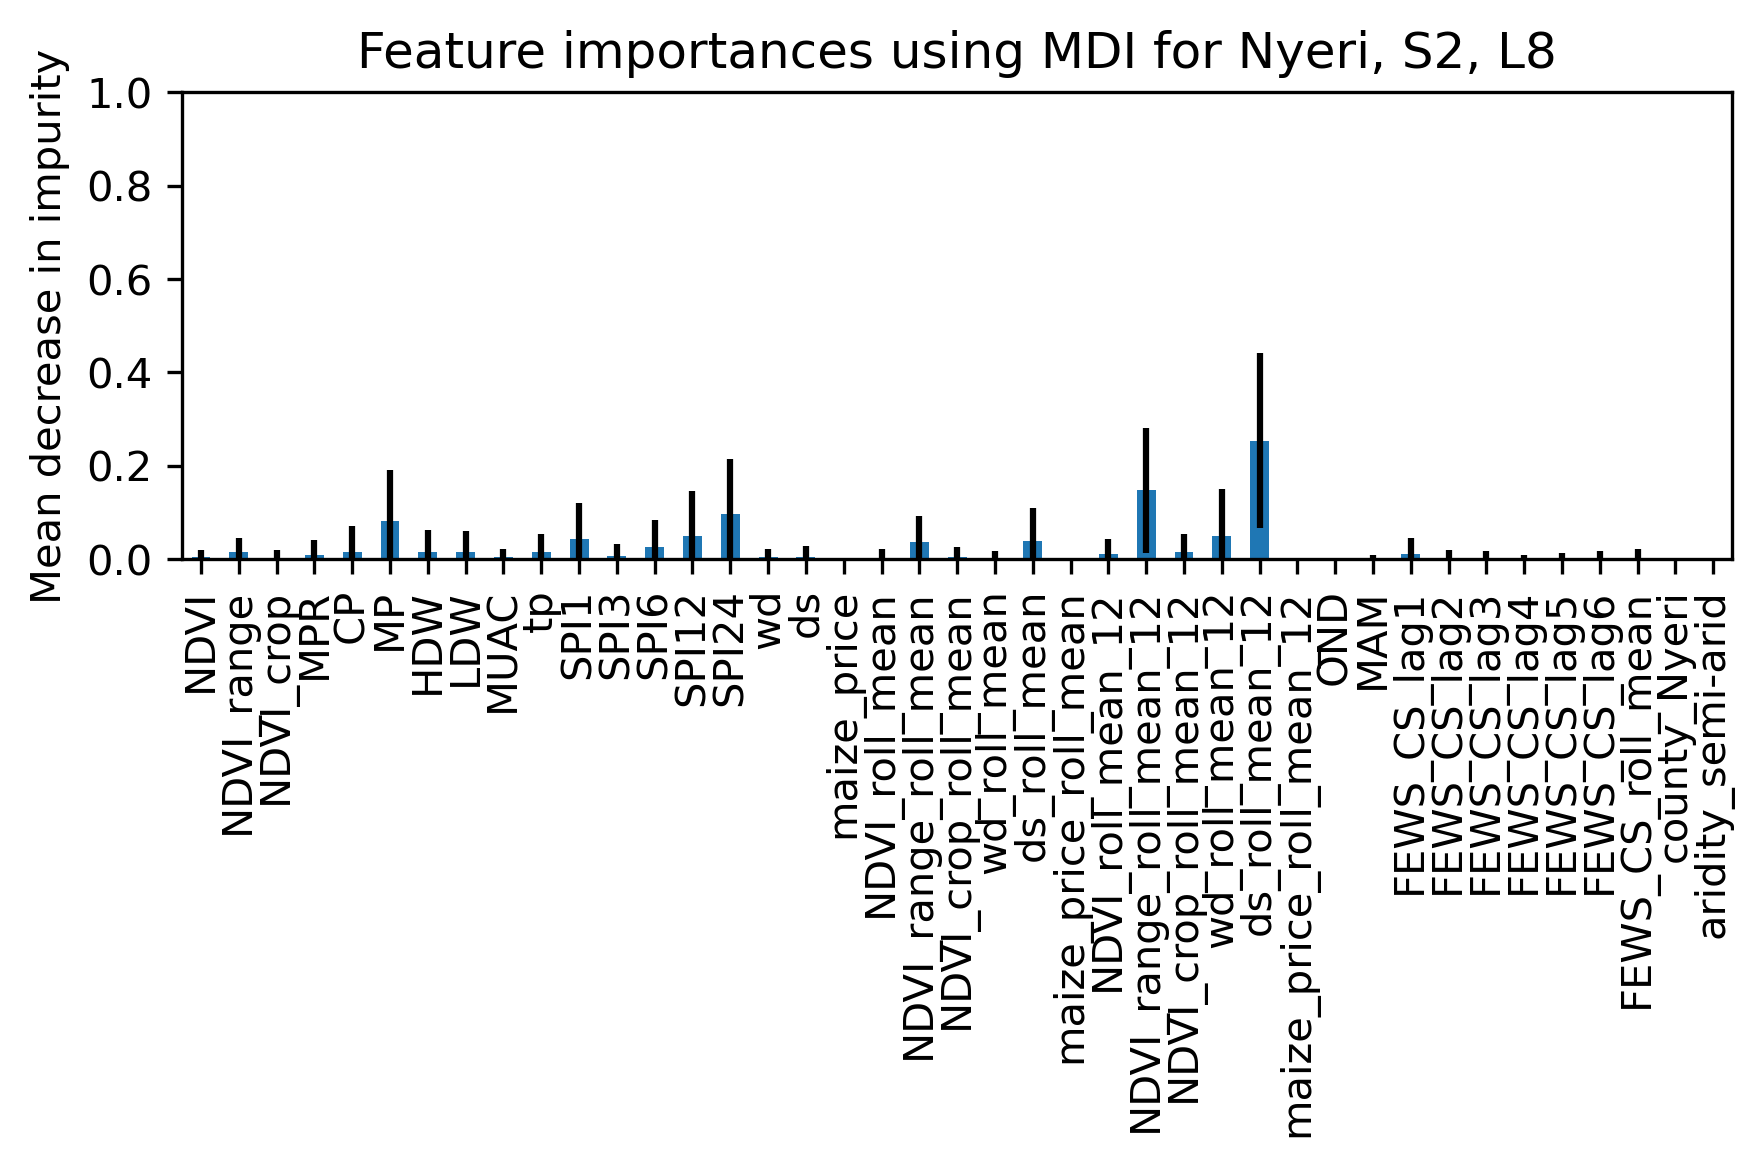 Feature importances using MDI for Nyeri, S2, L8
Mean decrease in impurity
1.0
0.8
0.6
0.4
0.2
0.0
NDVI
NDVI_range
NDVI_crop
MPR
CP
MP
HDW
LDW
MUAC
tp
SPI1
SPI3
SPI6
SPI12
SPI24
wd
ds
maize_price
NDVI_roll_mean
NDVI_range_roll_mean
NDVI_crop_roll_mean
wd_roll_mean
ds_roll_mean
maize_price_roll_mean
NDVI_roll_mean_12
NDVI_range_roll_mean_12
NDVI_crop_roll_mean_12
wd_roll_mean_12
ds_roll_mean_12
maize_price_roll_mean_12
OND
MAM
FEWS_CS_lag1
FEWS_CS_lag2
FEWS_CS_lag3
FEWS_CS_lag4
FEWS_CS_lag5
FEWS_CS_lag6
FEWS_CS_roll_mean
county_Nyeri
aridity_semi-arid